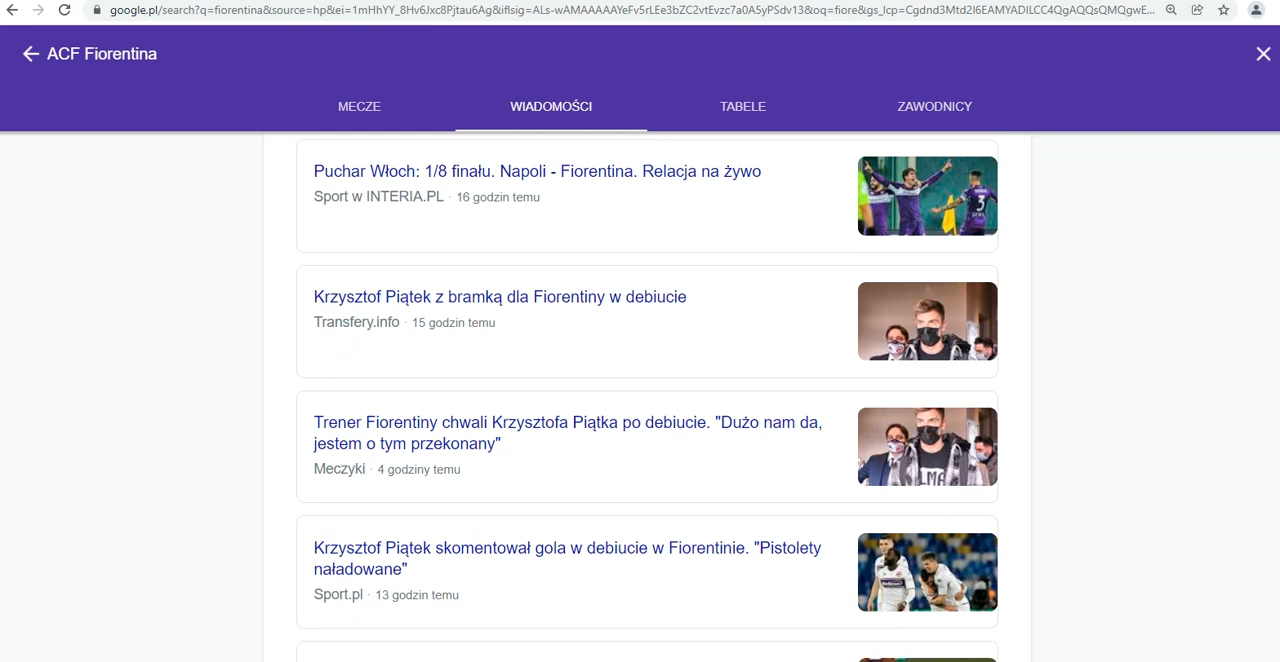 google.pl/search?q=fiorentina&source=hp&ei=1mHhYY_8Hv6Jxc8Pjtau6Ag&iflsig=ALs-wAMAAAAAYeFv5rLEe3bZC2vtEvzc7a0A5yPSdv13&oq=fiore&gs_lcp=Cgdnd3Mtd2l6EAMYADILCC4QgAQQsQMQgwE...
ACF Fiorentina
MECZE WIADOMOŚCI TABELE ZAWODNICY
Puchar Włoch: 1/8 finału. Napoli - Fiorentina. Relacja na żywo
Sport w INTERIA.PL · 16 godzin temu
3
Krzysztof Piątek z bramką dla Fiorentiny w debiucie
Transfery.info · 15 godzin temu
Trener Fiorentiny chwali Krzysztofa Piątka po debiucie. "Dużo nam da,
jestem o tym przekonany"
Meczyki · 4 godziny temu
Krzysztof Piątek skomentował gola w debiucie w Fiorentinie. "Pistolety
naładowane"
Sport.pl · 13 godzin temu